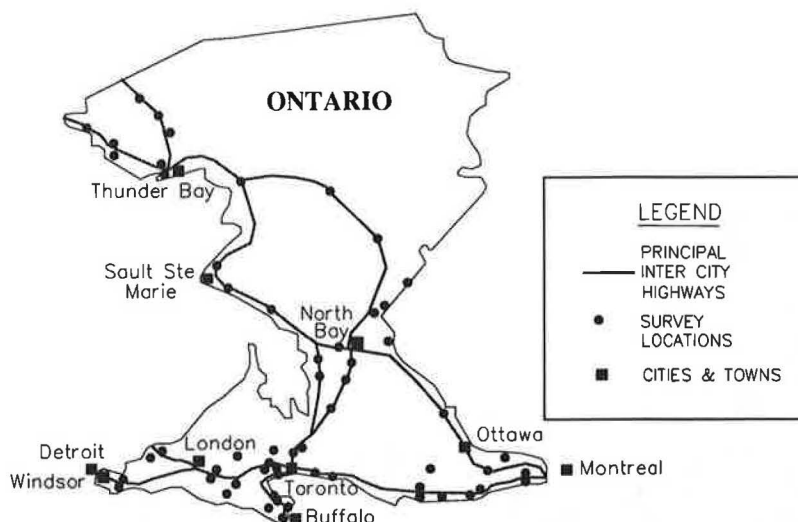 ONTARIO
Thunder Bay
Sault Ste
Marie
North
Bay
Detroit
Windsor
London
Toronto
Buffalo
Ottawa
Montreal
LEGEND
PRINCIPAL
INTER CITY
HIGHWAYS
SURVEY
LOCATIONS
CITIES & TOWNS